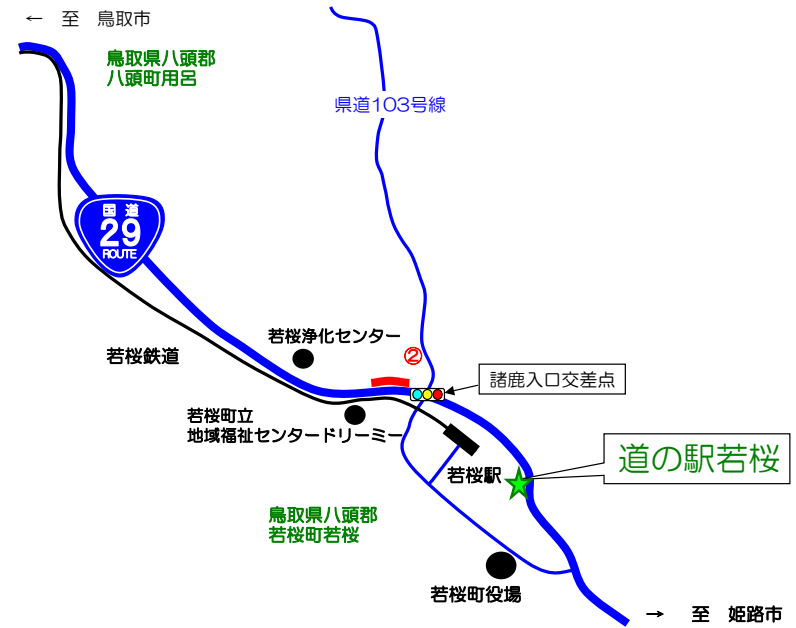 ← 至 鳥取市
鳥取県八頭郡
八頭町用呂
県道103号線
国道
29
ROUTE
若桜浄化センター
②
若桜鉄道
諸鹿入口交差点
若桜町立
地域福祉センタードリーミー
道の駅若桜
若桜駅
鳥取県八頭郡
若桜町若桜
若桜町役場
→ 至 姫路市